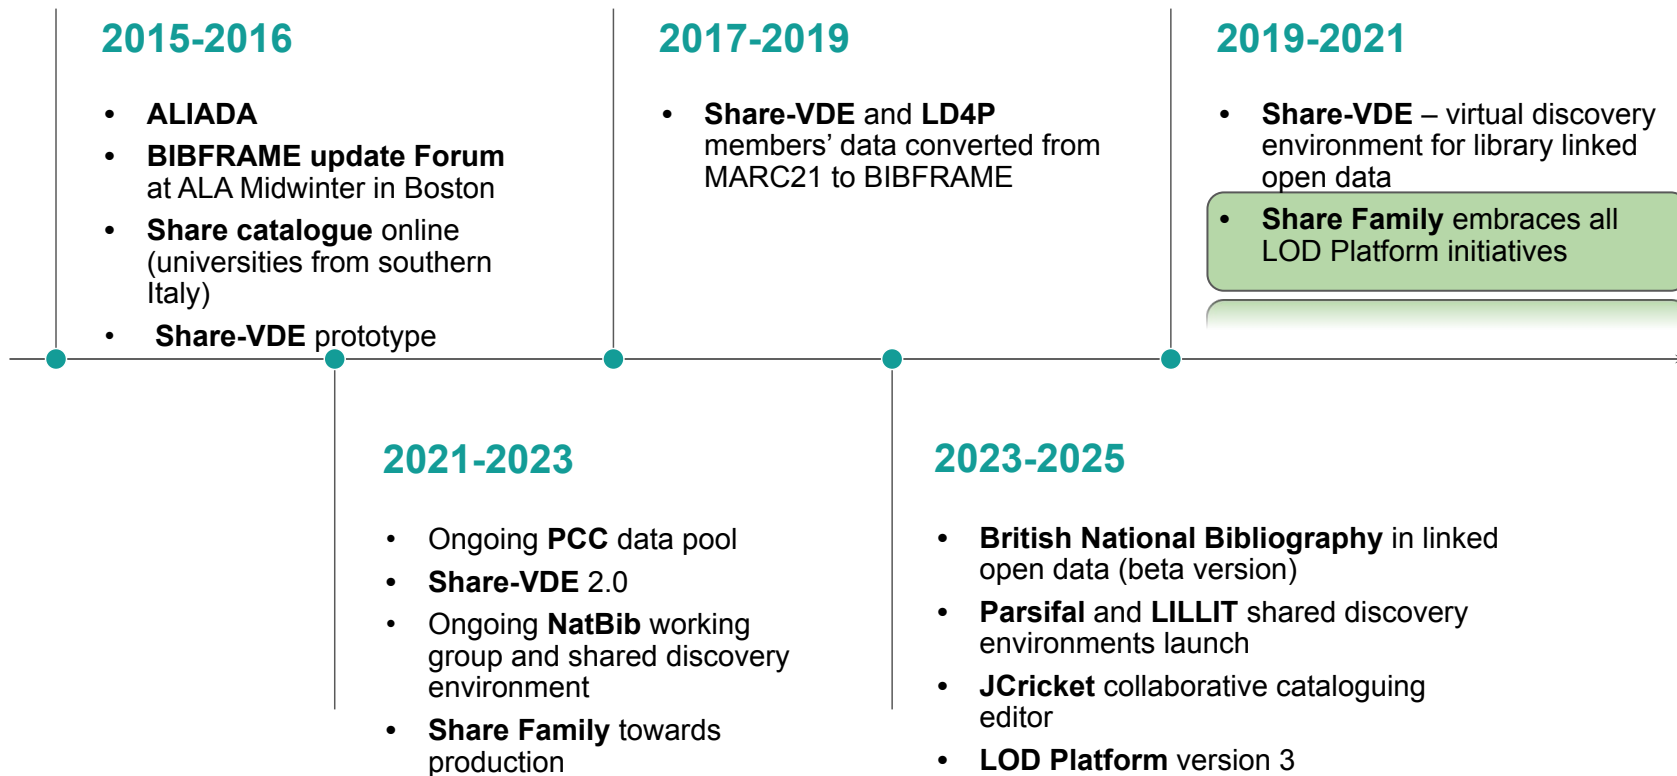 2015-2016
• ALIADA
• BIBFRAME update Forum
at ALA Midwinter in Boston
• Share catalogue online
(universities from southern
Italy)
• Share-VDE prototype
2017-2019
• Share-VDE and LD4P
members’ data converted from
MARC21 to BIBFRAME
2019-2021
• Share-VDE – virtual discovery
environment for library linked
open data
• Share Family embraces all
LOD Platform initiatives
2021-2023
• Ongoing PCC data pool
• Share-VDE 2.0
• Ongoing NatBib working
group and shared discovery
environment
• Share Family towards
production
2023-2025
• British National Bibliography in linked
open data (beta version)
• Parsifal and LILLIT shared discovery
environments launch
• JCricket collaborative cataloguing
editor
• LOD Platform version 3